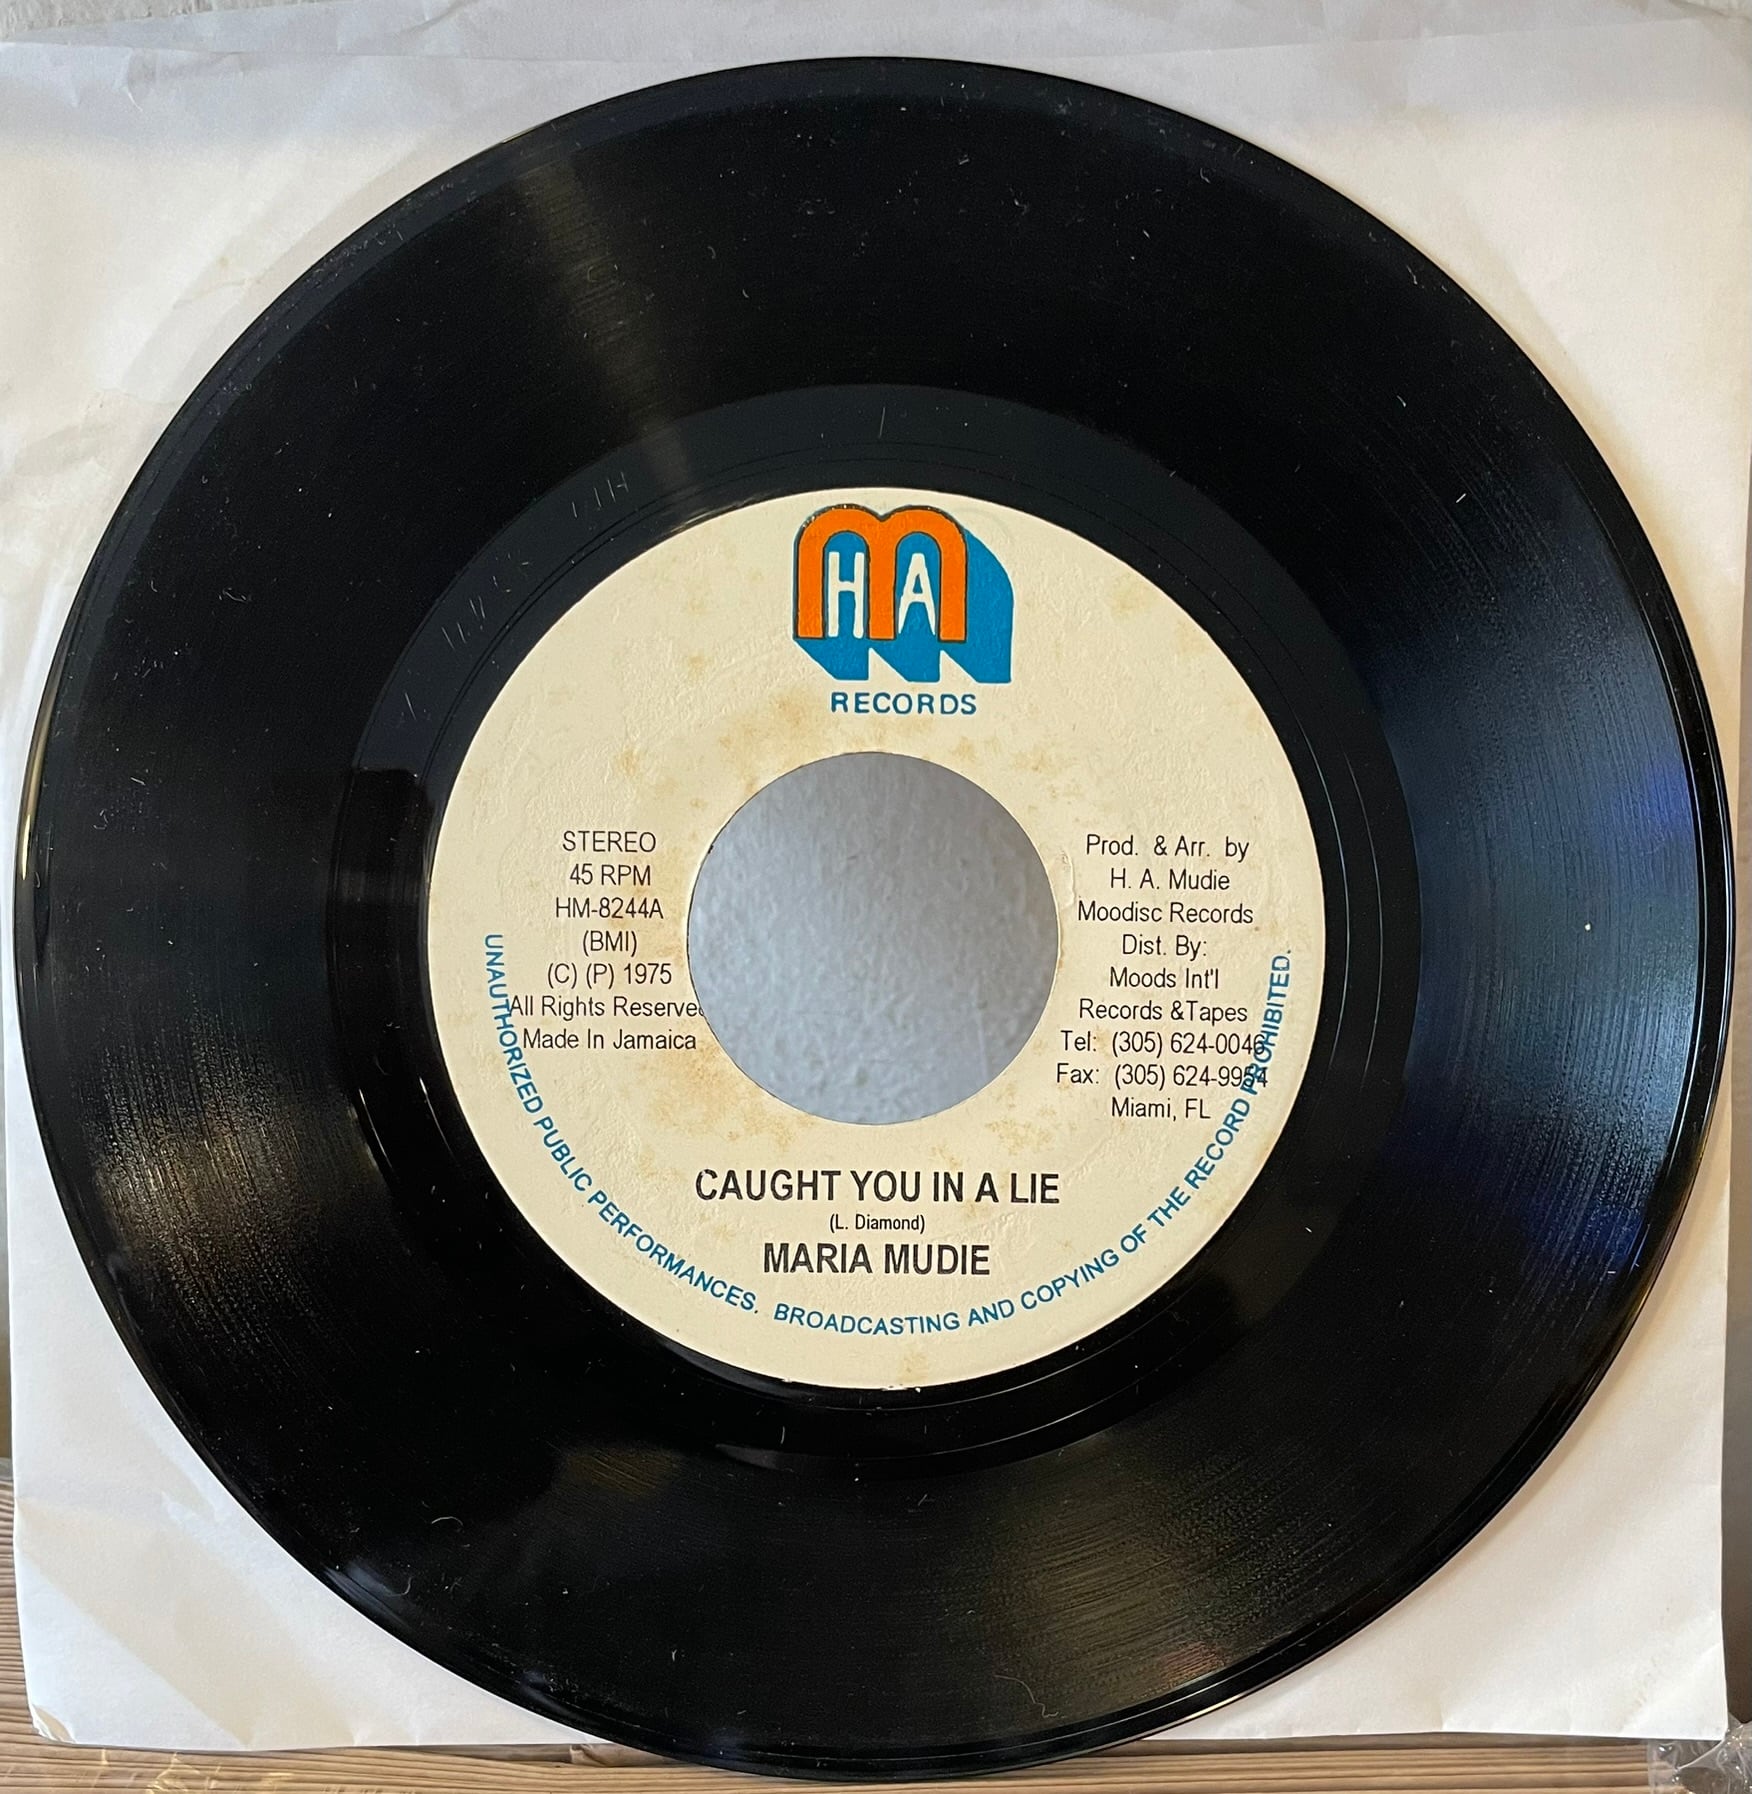 M
HA
RECORDS
STEREO
45 RPM
HM-8244A
(BMI)
(C) (P) 1975
All Rights Reserved
Made In Jamaica
Prod. & Arr. by
H. A. Mudie
Moodisc Records
Dist. By:
Moods Int'l
Records &Tapes
Tel: (305) 624-0046
Fax: (305) 624-9954
Miami, FL
CAUGHT YOU IN A LIE
(L. Diamond)
MARIA MUDIE
UNAUTHORIZED PUBLIC PERFORMANCES. BROADCASTING AND COPYING OF THE RECORD PROHIBITED.